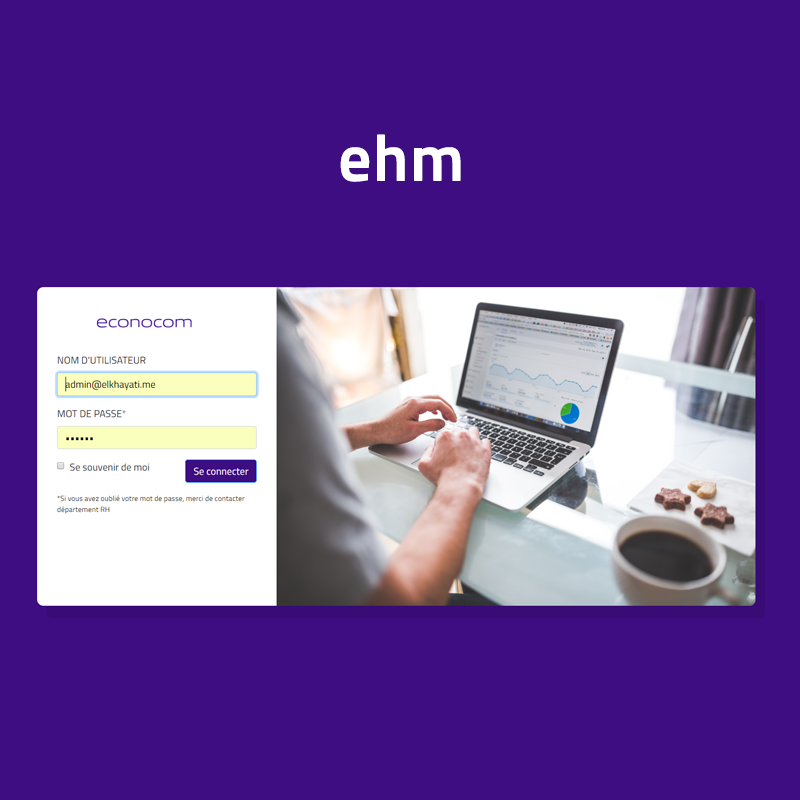 ehm
econocom
NOM D'UTILISATEUR
admin@elkhayati.me
MOT DE PASSE*
••••••
Se souvenir de moi
Se connecter
*Si vous avez oublié votre mot de passe, merci de contacter
département RH